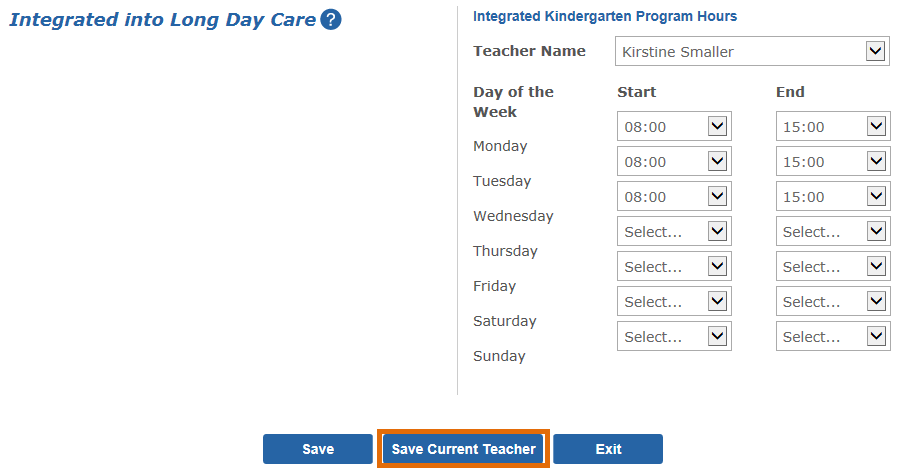 Integrated into Long Day Care ?
Integrated Kindergarten Program Hours
Teacher Name Kirstine Smaller
Day of the Week Start End
Monday 08:00 15:00
Tuesday 08:00 15:00
Wednesday 08:00 15:00
Thursday Select... Select...
Friday Select... Select...
Saturday Select... Select...
Sunday Select... Select...
Save Save Current Teacher Exit